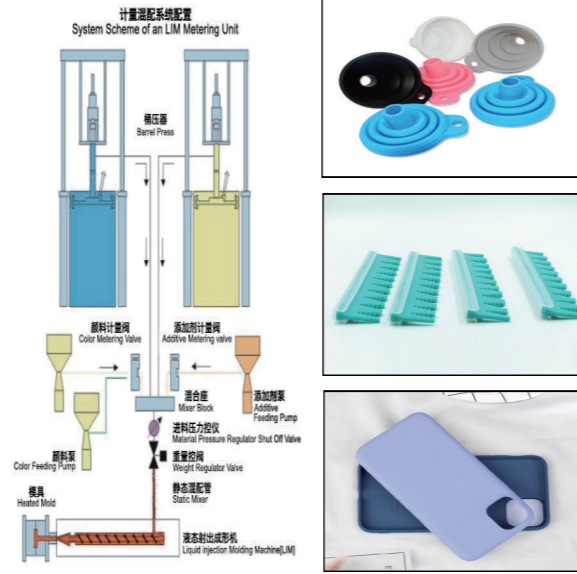 计量混配系统配置
System Scheme of an LIM Metering Unit
桶压器
Barrel Press
颜料计量阀
Color Metering Valve
添加剂计量阀
Additive Metering valve
混合座
Mixer Block
添加剂泵
Additive
Feeding Pump
进料压力控仪
Material Pressure Regulator Shut Off Valve
颜料泵
Color Feeding Pump
重量控阀
Weight Regulator Valve
静态混配管
Static Mixer
模具
Heated Mold
液态射出成形机
Liquid injection Molding Machine[LIM]